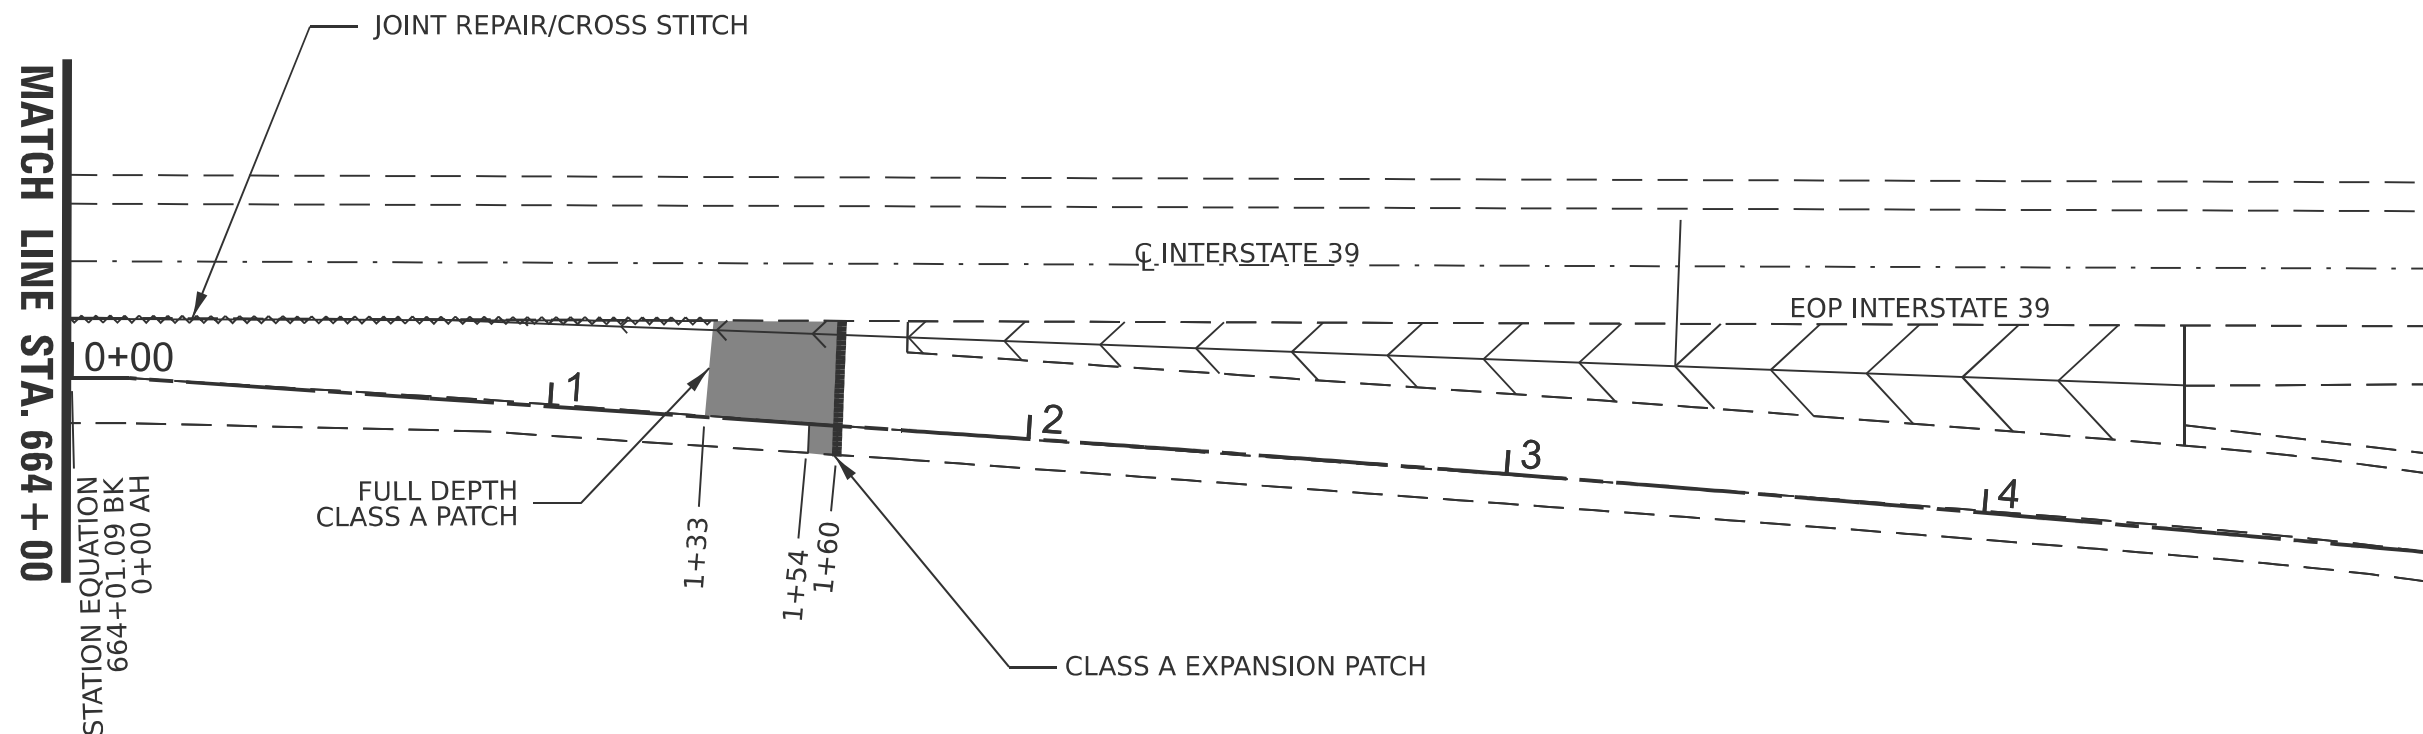 JOINT REPAIR/CROSS STITCH
MATCH LINE STA. 664+00
℄ INTERSTATE 39
EOP INTERSTATE 39
0+00
1
2
3
4
FULL DEPTH
CLASS A PATCH
STATION EQUATION
664+01.09 BK
0+00 AH
1+33
1+54
1+60
CLASS A EXPANSION PATCH